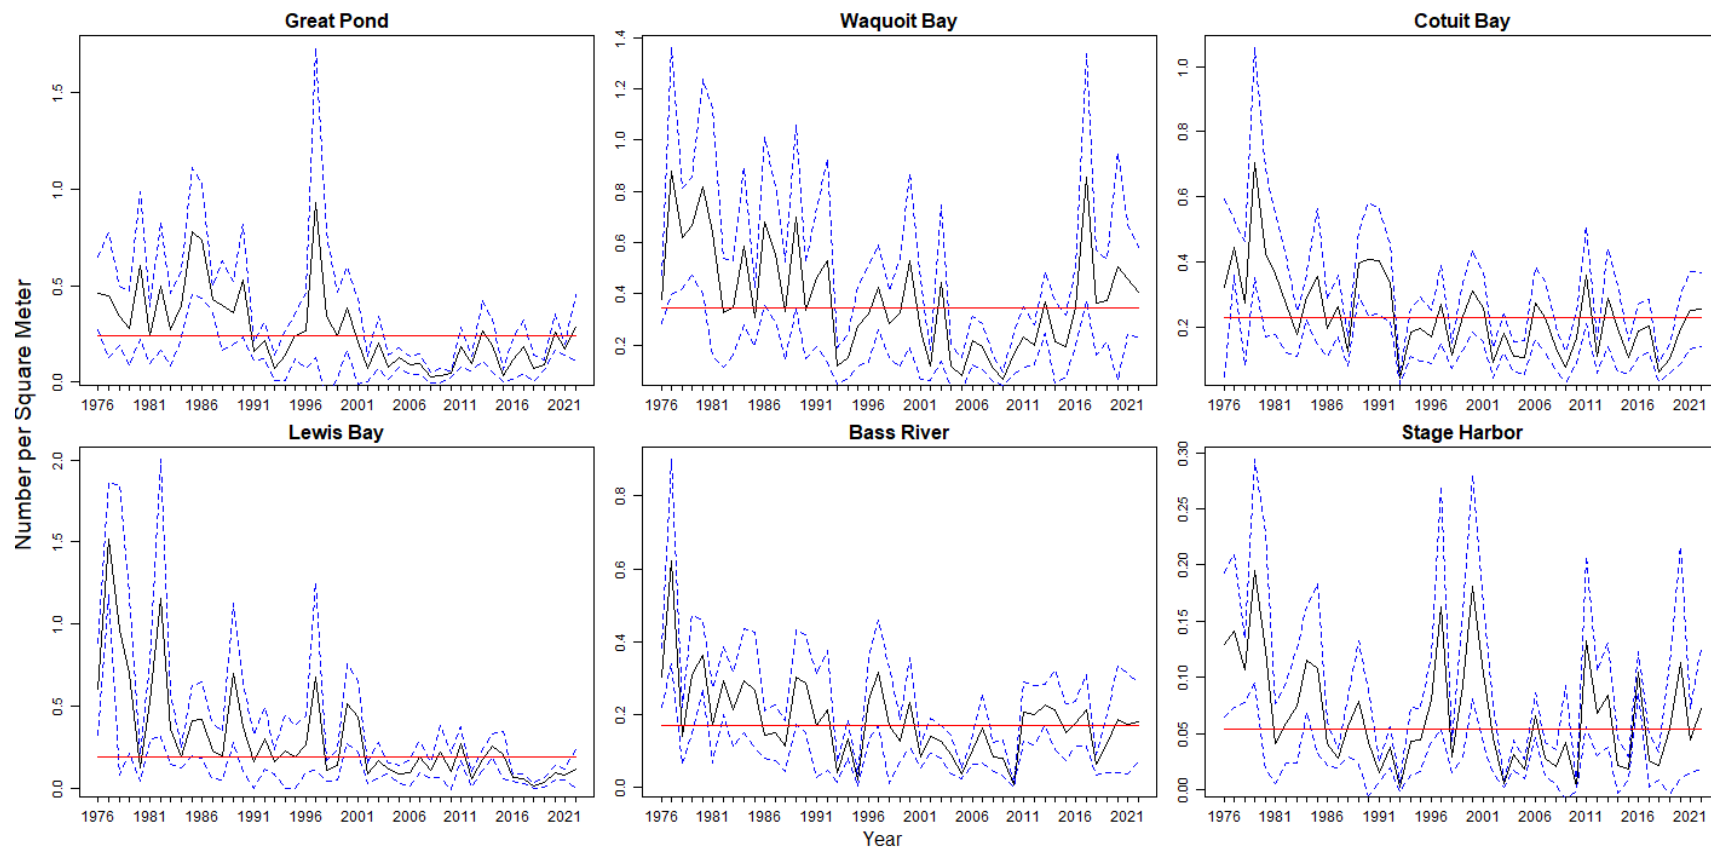 Great Pond
Waquoit Bay
Cotuit Bay
0.0 0.5 1.0 1.5
0.2 0.4 0.6 0.8 1.0 1.2 1.4
0.2 0.4 0.6 0.8 1.0
1976 1981 1986 1991 1996 2001 2006 2011 2016 2021
1976 1981 1986 1991 1996 2001 2006 2011 2016 2021
1976 1981 1986 1991 1996 2001 2006 2011 2016 2021
Number per Square Meter
Lewis Bay
Bass River
Stage Harbor
0.0 0.5 1.0 1.5 2.0
0.0 0.2 0.4 0.6 0.8
0.00 0.05 0.10 0.15 0.20 0.25 0.30
1976 1981 1986 1991 1996 2001 2006 2011 2016 2021
1976 1981 1986 1991 1996 2001 2006 2011 2016 2021
1976 1981 1986 1991 1996 2001 2006 2011 2016 2021
Year